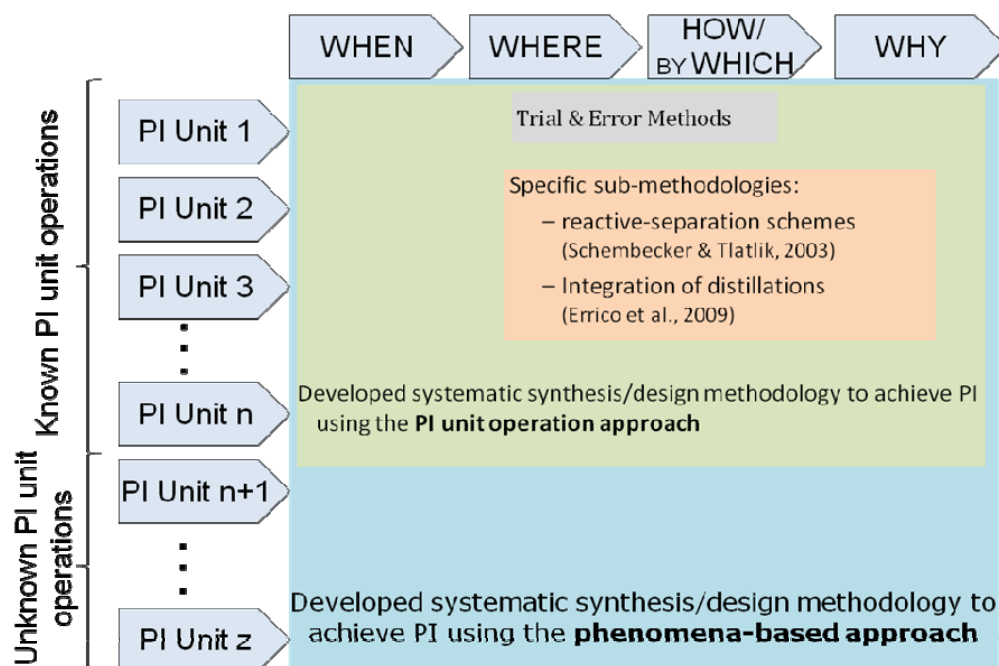 WHEN
WHERE
HOW/
BY WHICH
WHY
Known PI unit operations
PI Unit 1
Trial & Error Methods
PI Unit 2
Specific sub-methodologies:
– reactive-separation schemes
(Schembecker & Tlatlik, 2003)
PI Unit 3
– Integration of distillations
(Errico et al., 2009)
PI Unit n
Developed systematic synthesis/design methodology to achieve PI
using the PI unit operation approach
Unknown PI unit
operations
PI Unit n+1
PI Unit z
Developed systematic synthesis/design methodology to
achieve PI using the phenomena-based approach